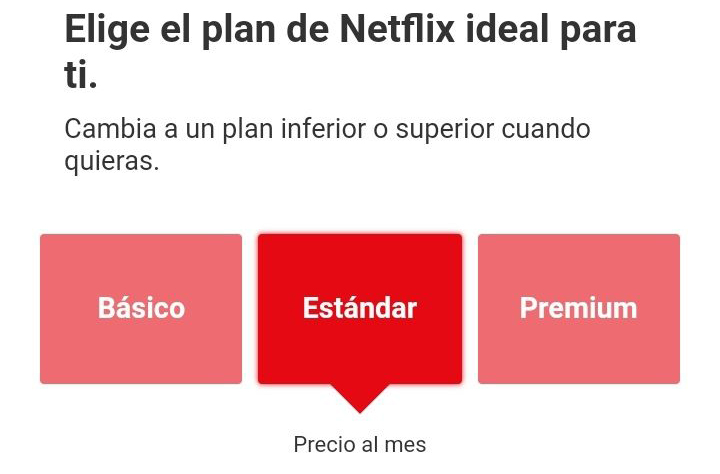 Elige el plan de Netflix ideal para
ti.
Cambia a un plan inferior o superior cuando
quieras.
Básico
Estándar
Premium
Precio al mes